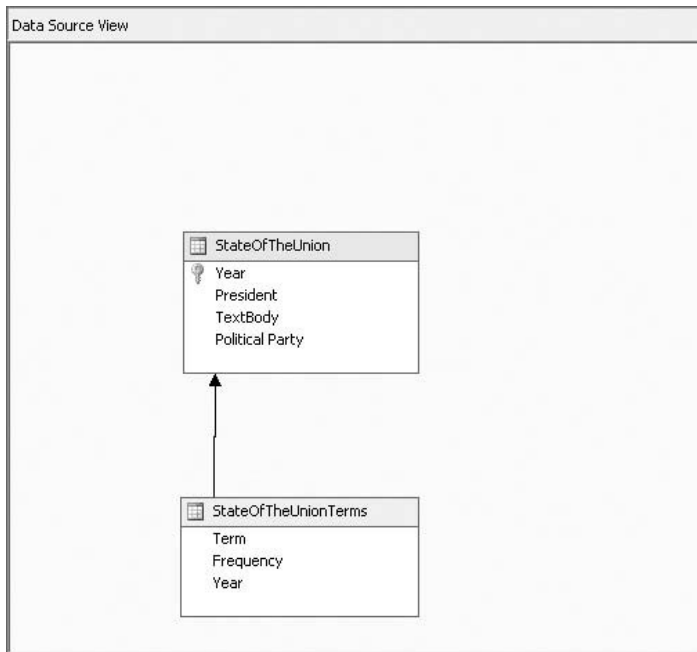 Data Source View
StateOfTheUnion
Year
President
TextBody
Political Party
StateOfTheUnionTerms
Term
Frequency
Year